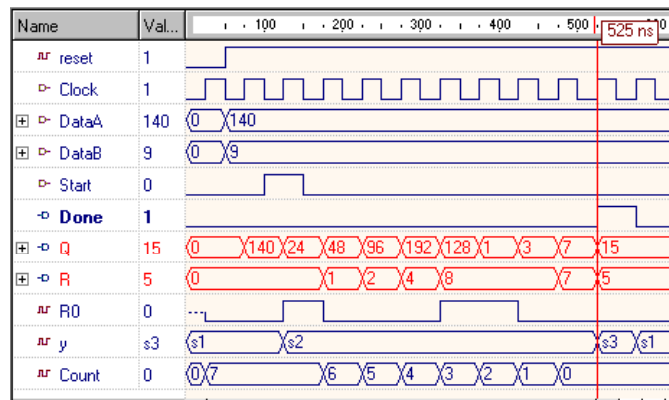 Name Val... 100 200 300 400 500 525 ns
reset 1
Clock 1
DataA 140 0 140
DataB 9 0 9
Start 0
Done 1
Q 15 0 140 24 48 96 192 128 1 3 7 15
R 5 0 1 2 4 8 7 5
R0 0
y s3 s1 s2 s3 s1
Count 0 0 7 6 5 4 3 2 1 0